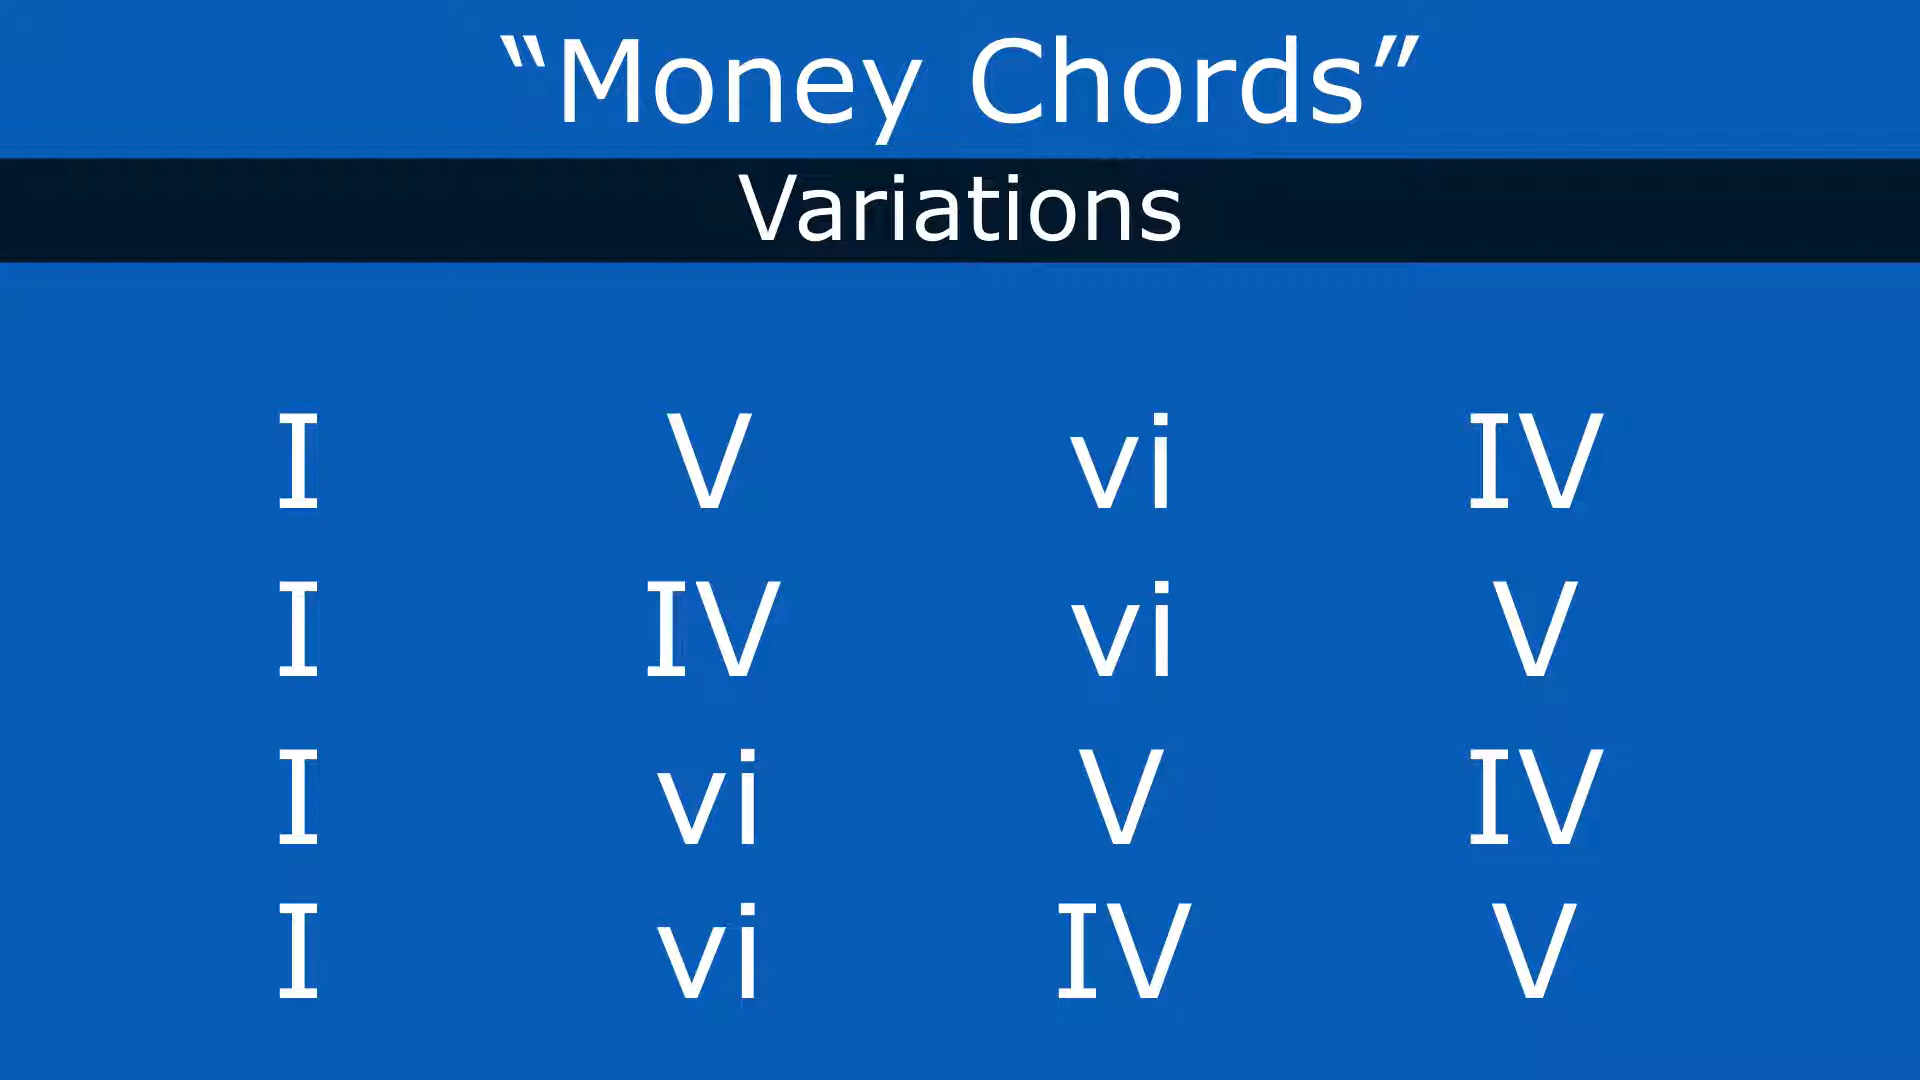 “Money Chords”
Variations
I V vi IV
I IV vi V
I vi V IV
I vi IV V